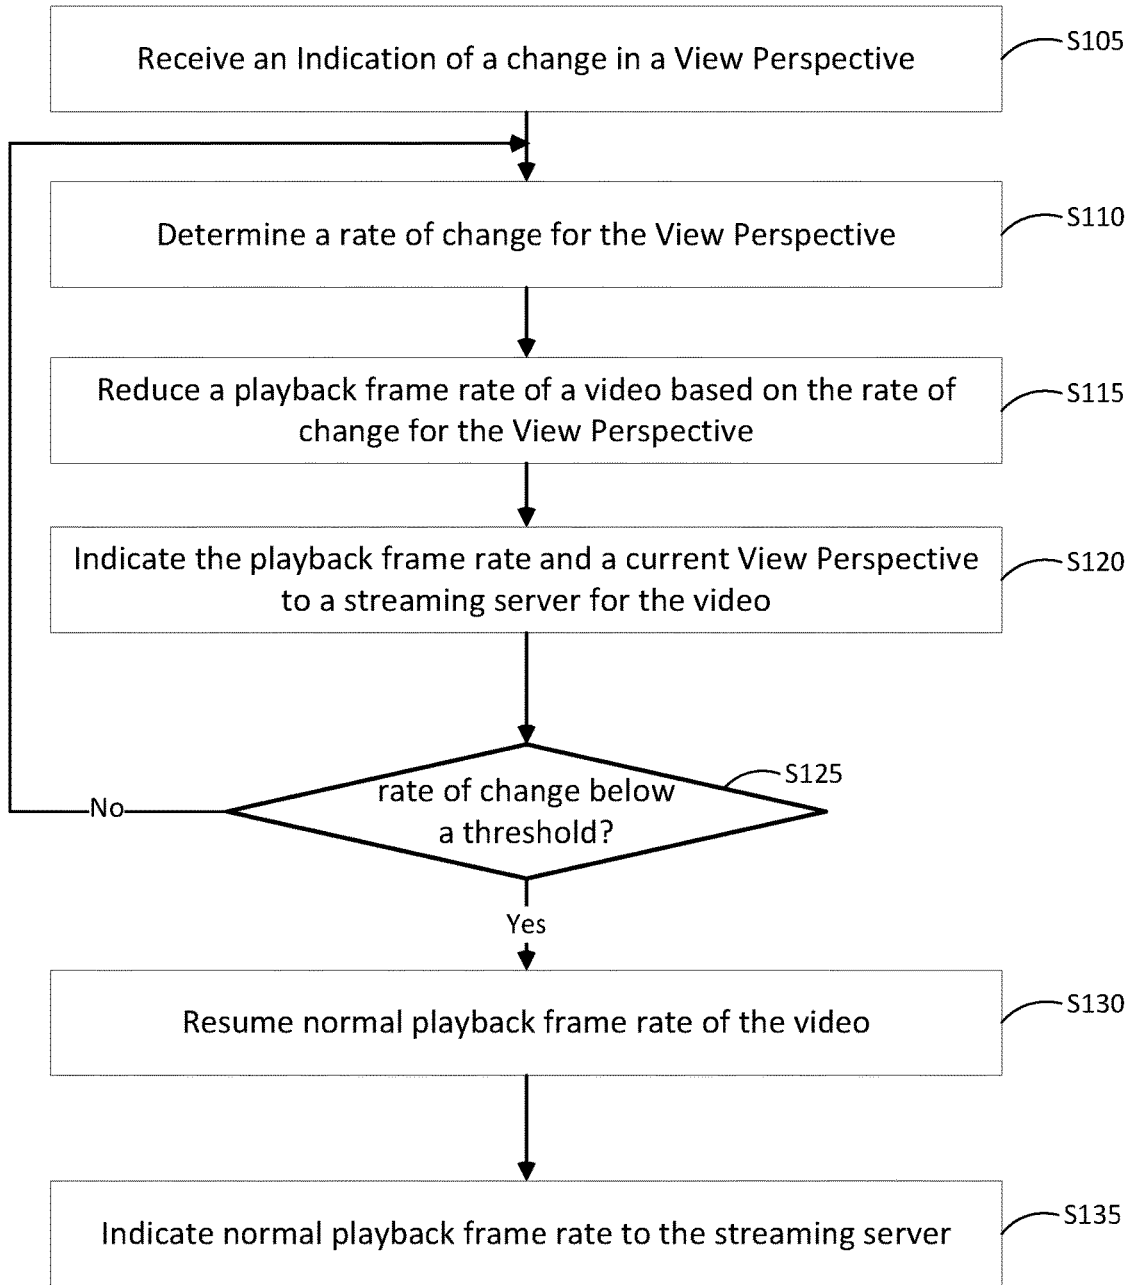 Receive an Indication of a change in a View Perspective
S105
Determine a rate of change for the View Perspective
S110
Reduce a playback frame rate of a video based on the rate of
change for the View Perspective
S115
Indicate the playback frame rate and a current View Perspective
to a streaming server for the video
S120
rate of change below
a threshold?
S125
No
Yes
Resume normal playback frame rate of the video
S130
Indicate normal playback frame rate to the streaming server
S135